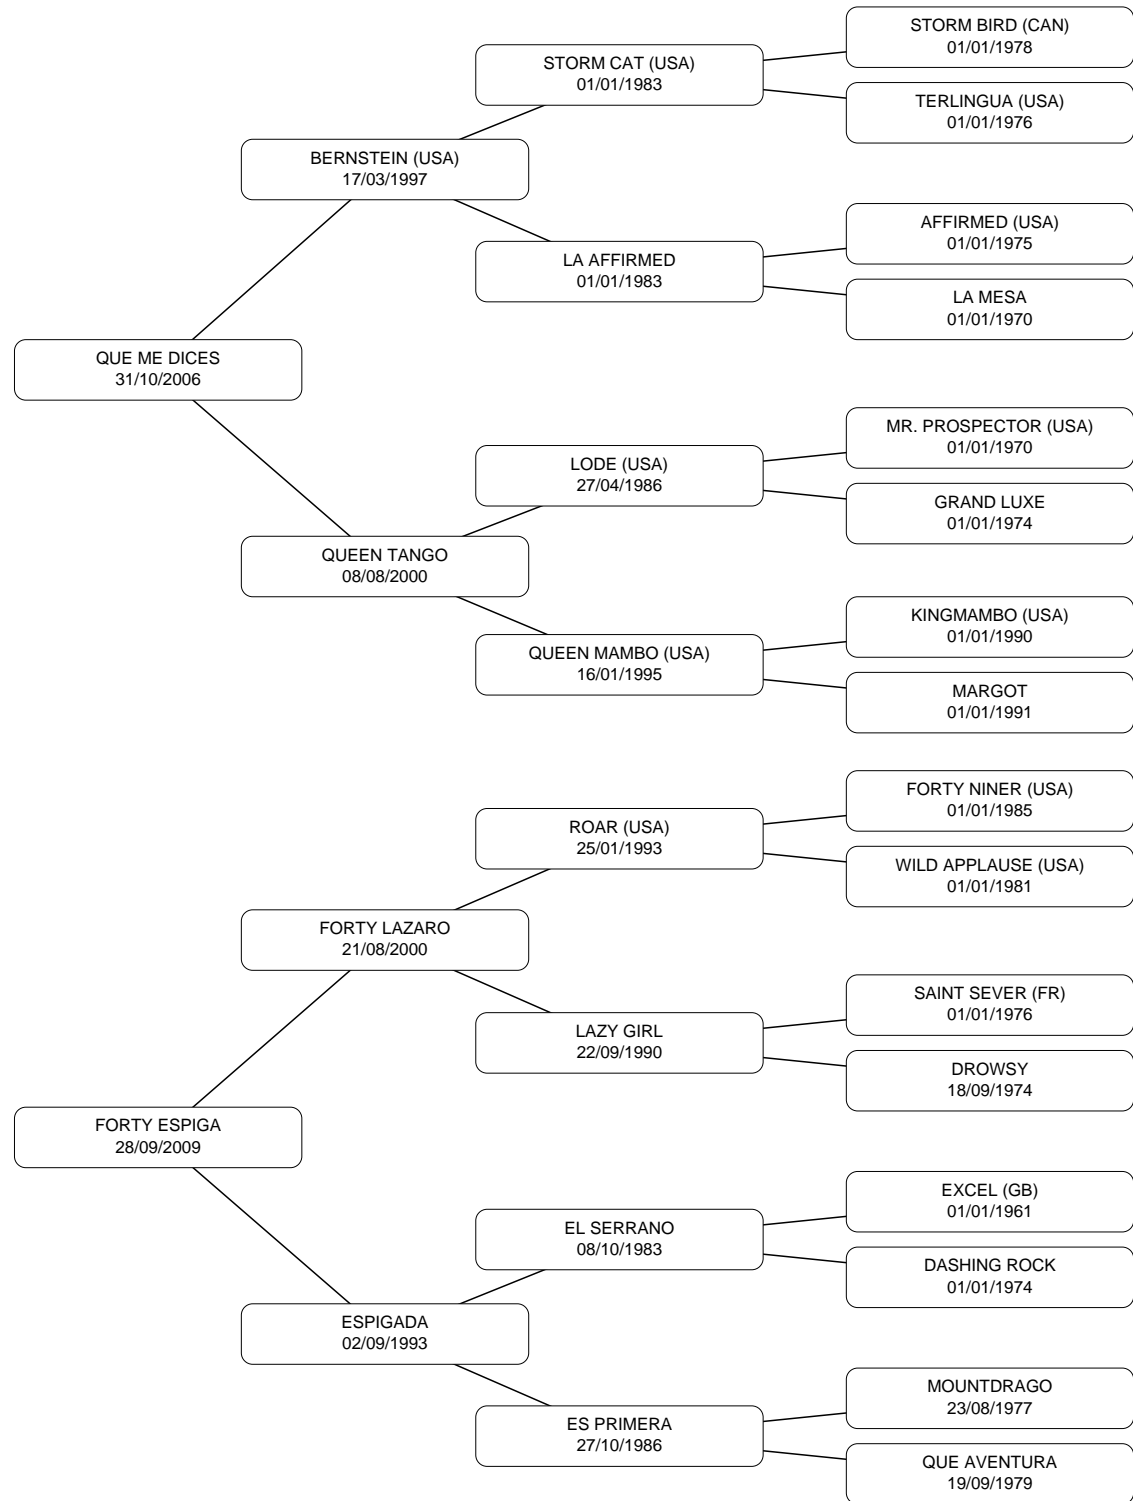 STORM BIRD (CAN)
01/01/1978
STORM CAT (USA)
01/01/1983
TERLINGUA (USA)
01/01/1976
BERNSTEIN (USA)
17/03/1997
AFFIRMED (USA)
01/01/1975
LA AFFIRMED
01/01/1983
LA MESA
01/01/1970
QUE ME DICES
31/10/2006
MR. PROSPECTOR (USA)
01/01/1970
LODE (USA)
27/04/1986
GRAND LUXE
01/01/1974
QUEEN TANGO
08/08/2000
KINGMAMBO (USA)
01/01/1990
QUEEN MAMBO (USA)
16/01/1995
MARGOT
01/01/1991
FORTY NINER (USA)
01/01/1985
ROAR (USA)
25/01/1993
WILD APPLAUSE (USA)
01/01/1981
FORTY LAZARO
21/08/2000
SAINT SEVER (FR)
01/01/1976
LAZY GIRL
22/09/1990
DROWSY
18/09/1974
FORTY ESPIGA
28/09/2009
EXCEL (GB)
01/01/1961
EL SERRANO
08/10/1983
DASHING ROCK
01/01/1974
ESPIGADA
02/09/1993
MOUNTDRAGO
23/08/1977
ES PRIMERA
27/10/1986
QUE AVENTURA
19/09/1979